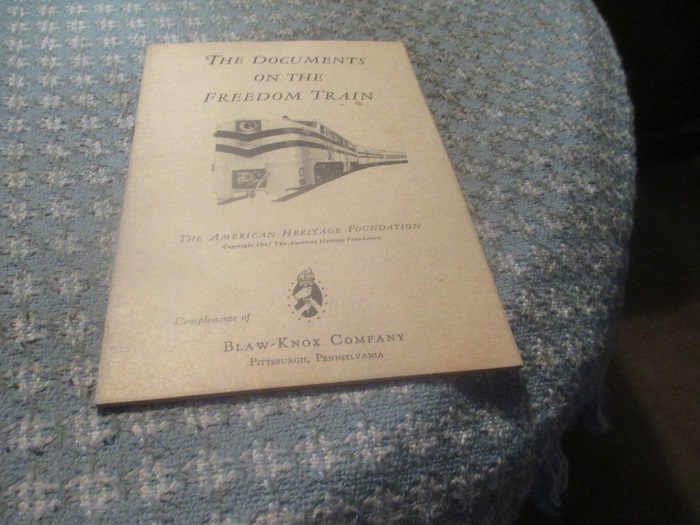 THE DOCUMENTS
ON THE
FREEDOM TRAIN
THE AMERICAN HERITAGE FOUNDATION
Copyright 1947 The American Heritage Foundation.
Compliments of
BLAW-KNOX COMPANY
PITTSBURGH, PENNSYLVANIA